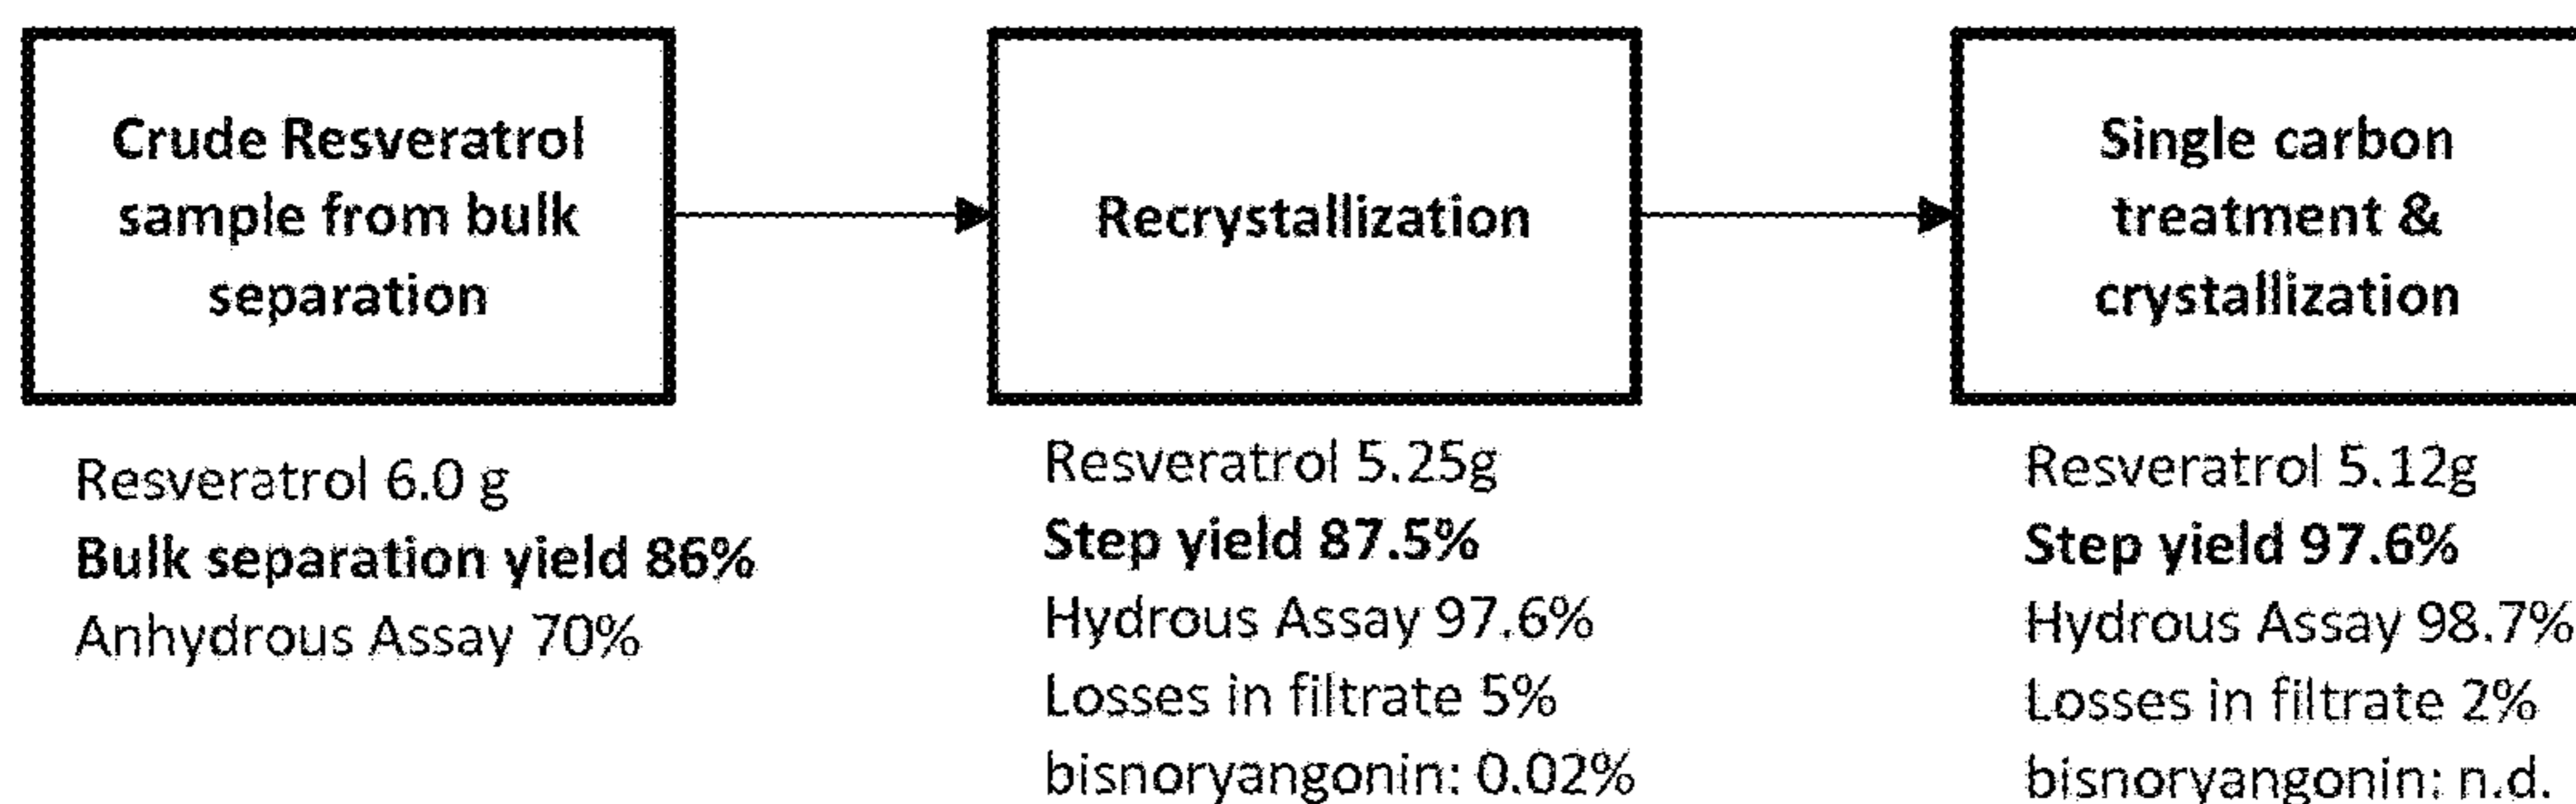 Crude Resveratrol
sample from bulk
separation
Recrystallization
Single carbon
treatment &
crystallization
Resveratrol 6.0 g
Bulk separation yield 86%
Anhydrous Assay 70%
Resveratrol 5.25g
Step yield 87.5%
Hydrous Assay 97.6%
Losses in filtrate 5%
bisnoryangonin: 0.02%
Resveratrol 5.12g
Step yield 97.6%
Hydrous Assay 98.7%
Losses in filtrate 2%
bisnoryangonin: n.d.